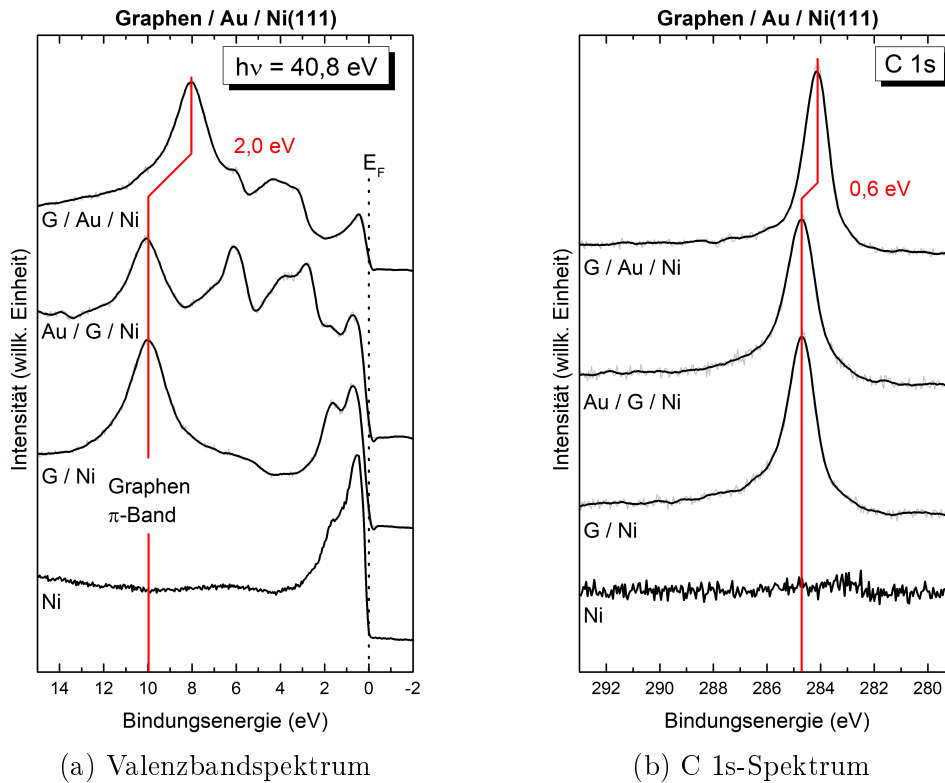 Graphen / Au / Ni(111)
hν = 40,8 eV
2,0 eV
E_F
G / Au / Ni
Au / G / Ni
G / Ni
Graphen
π-Band
Ni
Intensität (willk. Einheit)
14 12 10 8 6 4 2 0 -2
Bindungsenergie (eV)
(a) Valenzbandspektrum
Graphen / Au / Ni(111)
C 1s
0,6 eV
G / Au / Ni
Au / G / Ni
G / Ni
Ni
Intensität (willk. Einheit)
292 290 288 286 284 282 280
Bindungsenergie (eV)
(b) C 1s-Spektrum